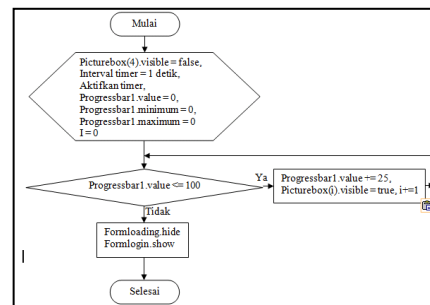 Mulai
Picturebox(4).visible = false,
Interval timer = 1 detik,
Aktifkan timer,
Progressbar1.value = 0,
Progressbar1.minimum = 0,
Progressbar1.maximum = 0
I = 0
Progressbar1.value <= 100
Ya
Progressbar1.value += 25,
Picturebox(i).visible = true, i+=1
Tidak
Formloading.hide
Formlogin.show
Selesai